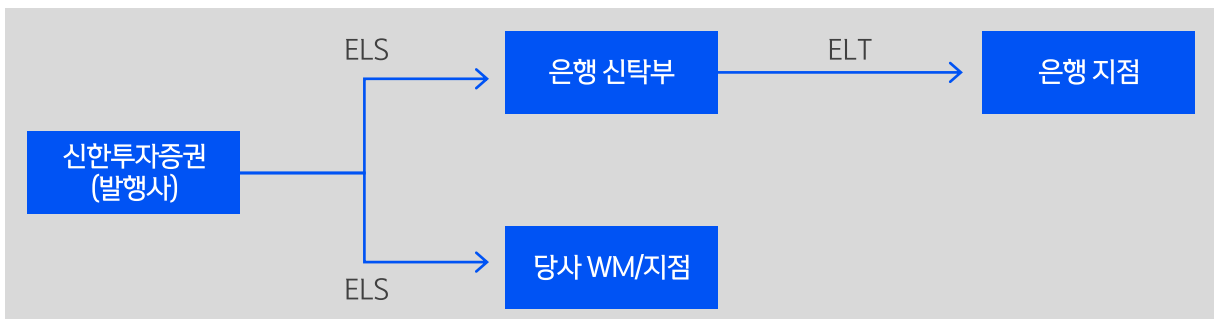 ELS
은행 신탁부
ELT
은행 지점
신한투자증권
(발행사)
당사 WM/지점
ELS